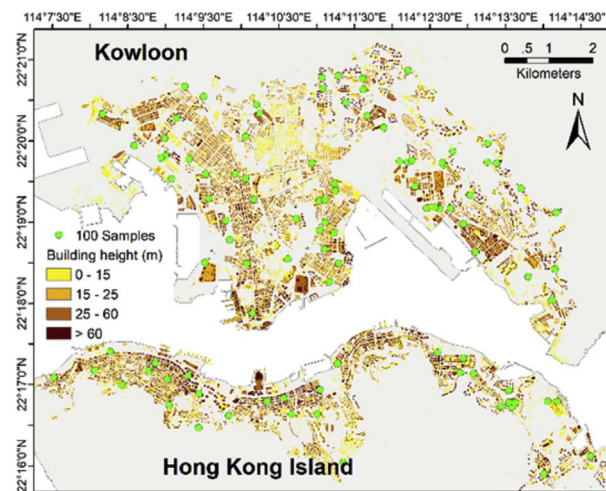 114°7'30"E 114°8'30"E 114°9'30"E 114°10'30"E 114°11'30"E 114°12'30"E 114°13'30"E 114°14'30"E
Kowloon
0 .5 1 2
Kilometers
N
22°21'0"N
22°20'0"N
22°19'0"N
22°18'0"N
22°17'0"N
22°16'0"N
100 Samples
Building height (m)
0 - 15
15 - 25
25 - 60
> 60
Hong Kong Island